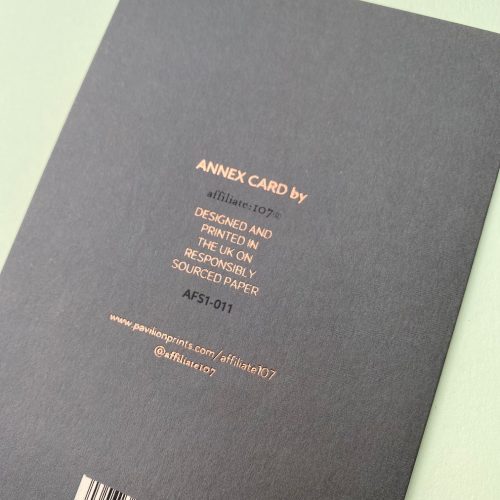 ANNEX CARD by
affiliate:107®
DESIGNED AND
PRINTED IN
THE UK ON
RESPONSIBLY
SOURCED PAPER
AFS1-011
www.pavilionprints.com/affiliate107
@affiliate107